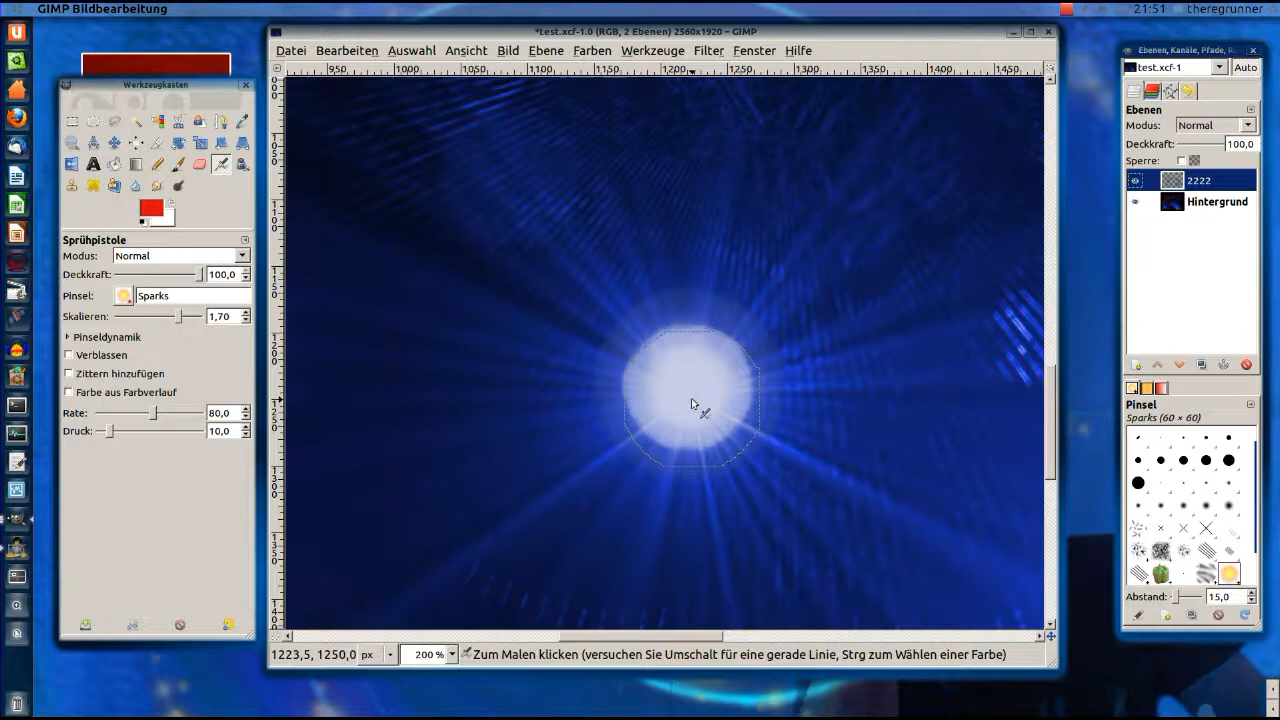 GIMP Bildbearbeitung
21:51
theregrunner
*test.xcf-1.0 (RGB, 2 Ebenen) 2560x1920 – GIMP
Datei Bearbeiten Auswahl Ansicht Bild Ebene Farben Werkzeuge Filter Fenster Hilfe
950 1000 1050 1100 1150 1200 1250 1300 1350 1400 1450
Werkzeugkasten
Sprühpistole
Modus: Normal
Deckkraft: 100,0
Pinsel: Sparks
Skalieren: 1,70
Pinseldynamik
Verblassen
Zittern hinzufügen
Farbe aus Farbverlauf
Rate: 80,0
Druck: 10,0
1223,5, 1250,0 px 200 % Zum Malen klicken (versuchen Sie Umschalt für eine gerade Linie, Strg zum Wählen einer Farbe)
Ebenen, Kanäle, Pfade, R
test.xcf-1 Auto
Ebenen
Modus: Normal
Deckkraft: 100,0
Sperre:
2222
Hintergrund
Pinsel
Sparks (60 × 60)
Abstand: 15,0